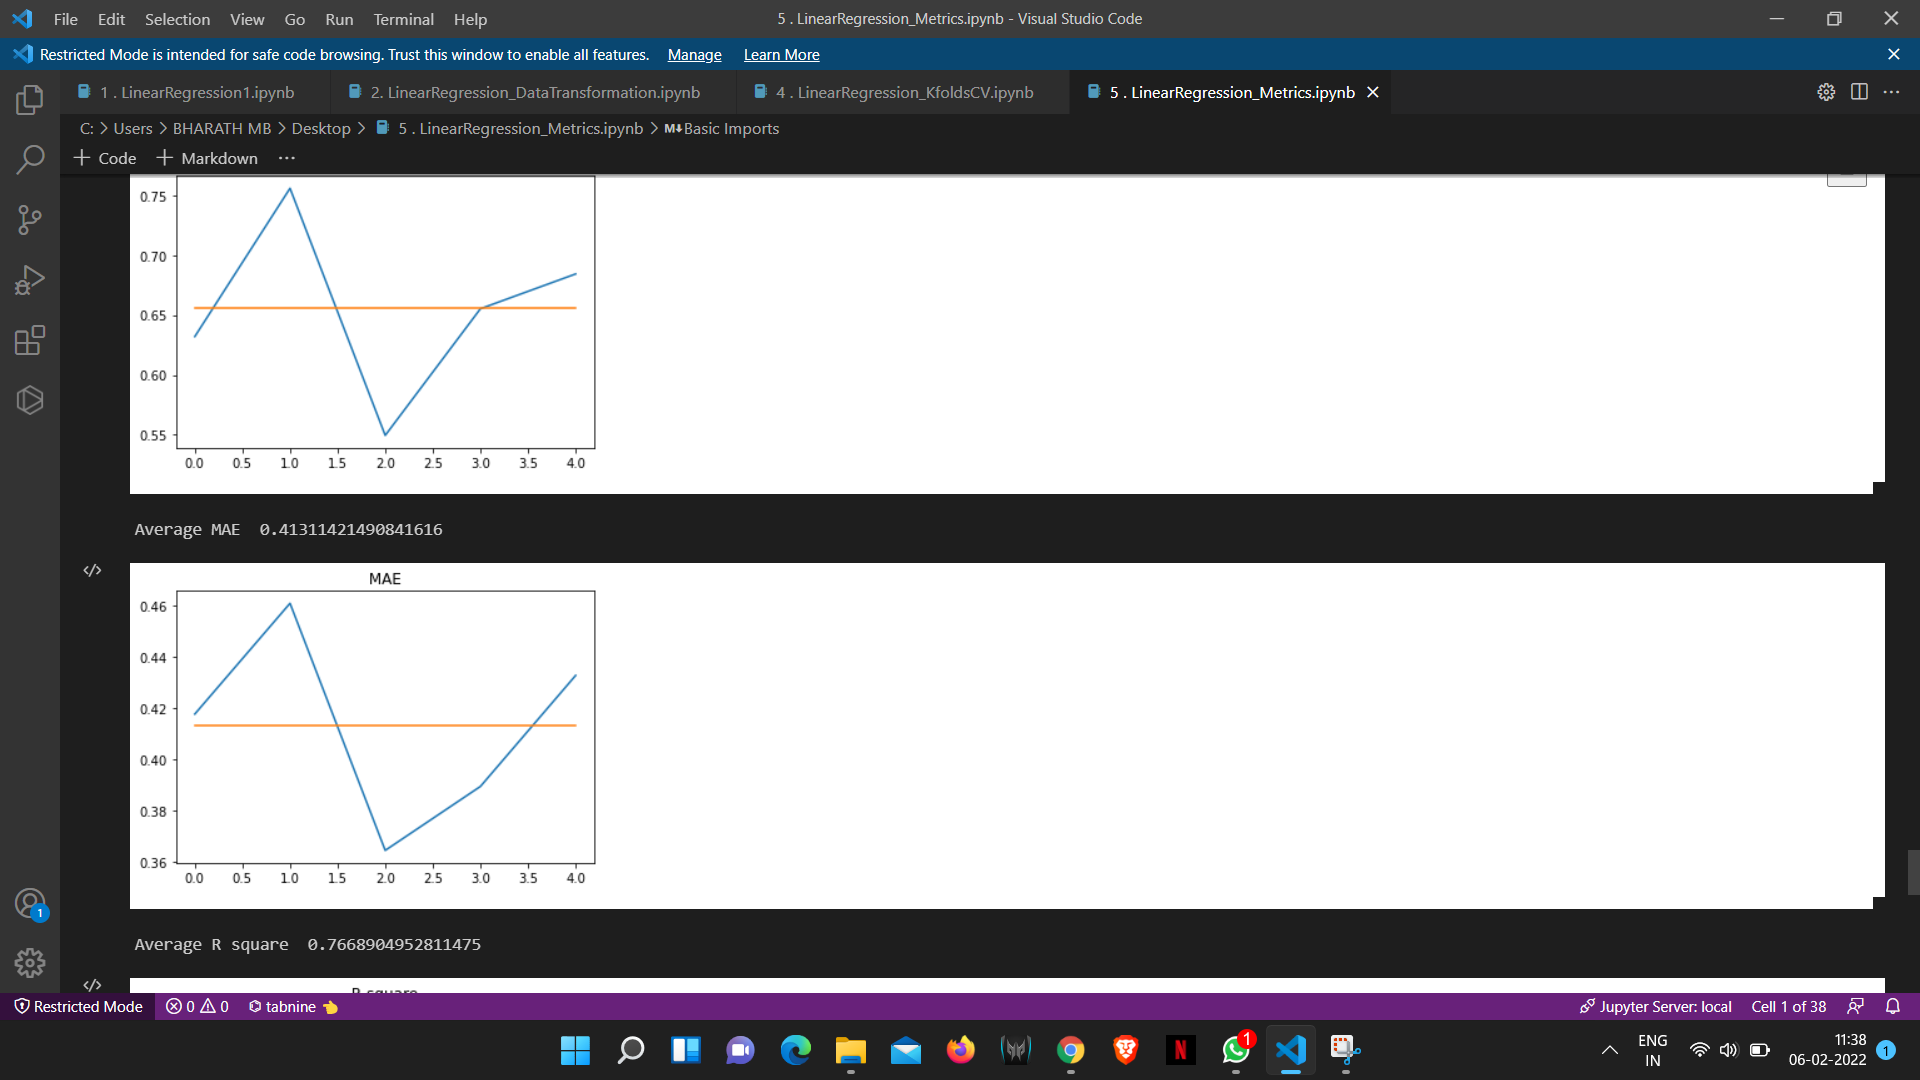 File Edit Selection View Go Run Terminal Help
5 . LinearRegression_Metrics.ipynb - Visual Studio Code
Restricted Mode is intended for safe code browsing. Trust this window to enable all features. Manage Learn More
1 . LinearRegression1.ipynb
2. LinearRegression_DataTransformation.ipynb
4 . LinearRegression_KfoldsCV.ipynb
5 . LinearRegression_Metrics.ipynb
C: > Users > BHARATH MB > Desktop > 5 . LinearRegression_Metrics.ipynb > M↓Basic Imports
+ Code + Markdown ...
0.75
0.70
0.65
0.60
0.55
0.0 0.5 1.0 1.5 2.0 2.5 3.0 3.5 4.0
Average MAE 0.41311421490841616
MAE
0.46
0.44
0.42
0.40
0.38
0.36
0.0 0.5 1.0 1.5 2.0 2.5 3.0 3.5 4.0
Average R square 0.7668904952811475
R square
1
Restricted Mode 0 0 tabnine
Jupyter Server: local Cell 1 of 38
N
1
ENG
IN
11:38
06-02-2022
1